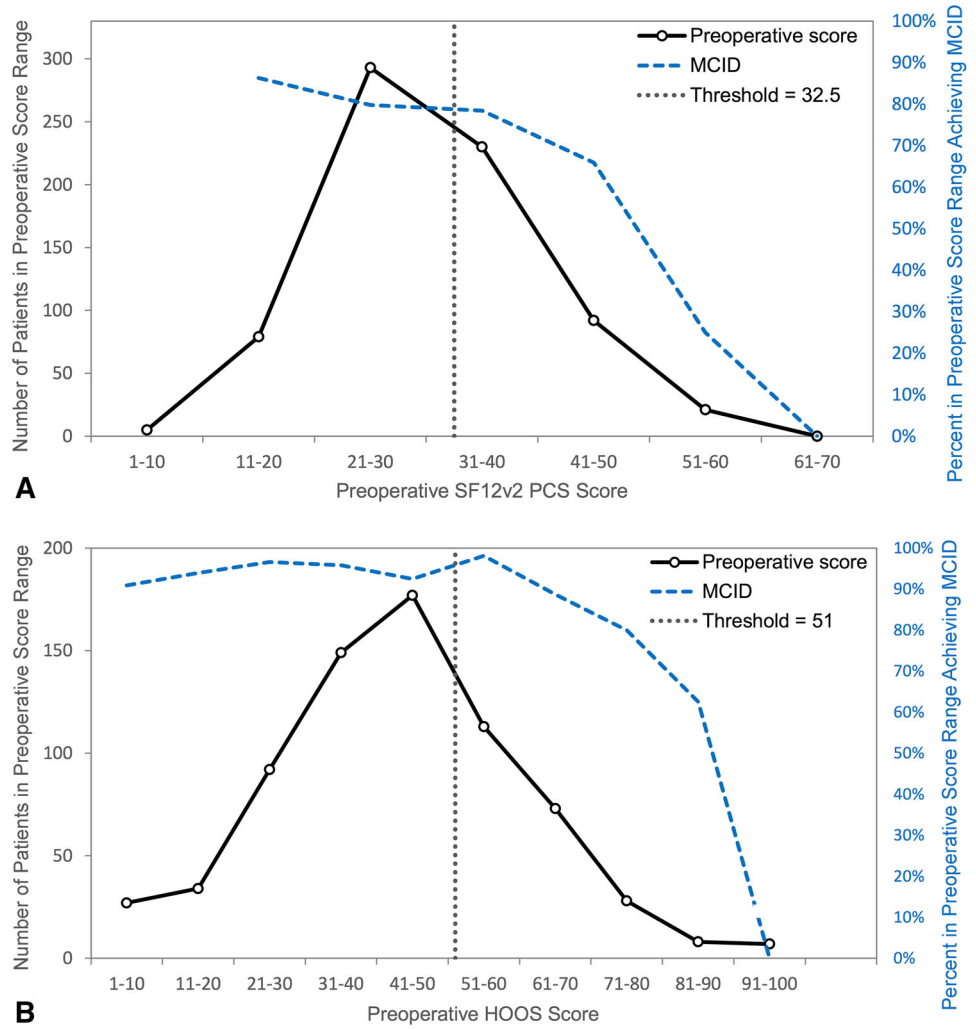 Number of Patients in Preoperative Score Range
300
250
200
150
100
50
0
Preoperative score
MCID
Threshold = 32.5
100%
90%
80%
70%
60%
50%
40%
30%
20%
10%
0%
Percent in Preoperative Score Range Achieving MCID
1-10 11-20 21-30 31-40 41-50 51-60 61-70
Preoperative SF12v2 PCS Score
A
Number of Patients in Preoperative Score Range
200
150
100
50
0
Preoperative score
MCID
Threshold = 51
100%
90%
80%
70%
60%
50%
40%
30%
20%
10%
0%
Percent in Preoperative Score Range Achieving MCID
1-10 11-20 21-30 31-40 41-50 51-60 61-70 71-80 81-90 91-100
Preoperative HOOS Score
B